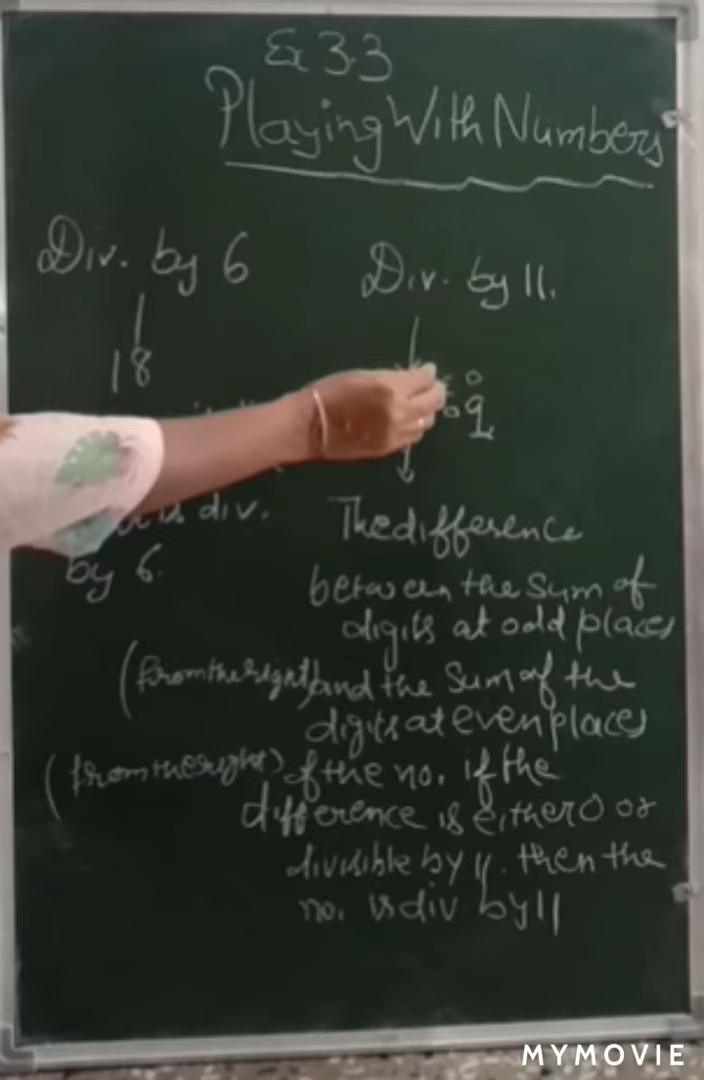 Ex 3.3
Playing With Numbers
Div. by 6
18
is div.
by 6.
Div. by 11.
The difference
between the sum of
digits at odd places
(from the right) and the sum of the
digits at even places
(from the right) of the no. if the
difference is either 0 or
divisible by 11. then the
no. is div by 11
MYMOVIE